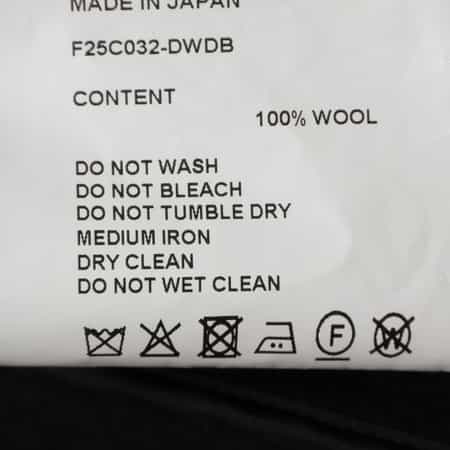 MADE IN JAPAN
F25C032-DWDB
CONTENT
100% WOOL
DO NOT WASH
DO NOT BLEACH
DO NOT TUMBLE DRY
MEDIUM IRON
DRY CLEAN
DO NOT WET CLEAN
F W